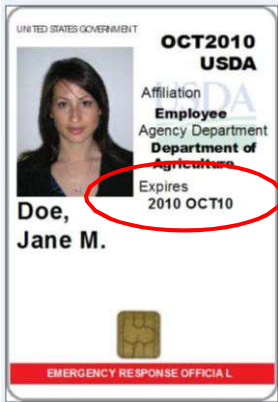 UNITED STATES GOVERNMENT
OCT2010
USDA
USDA
Affiliation
Employee
Agency Department
Department of
Agriculture
Expires
2010 OCT10
Doe,
Jane M.
EMERGENCY RESPONSE OFFICIAL